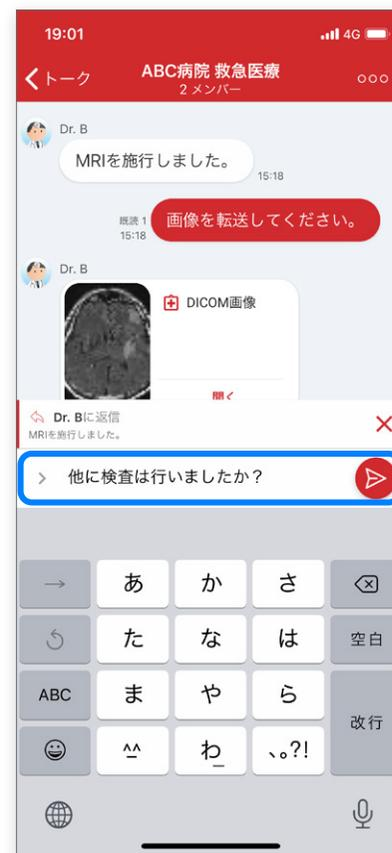 19:01
4G
トーク
ABC病院 救急医療
2 メンバー
Dr. B
MRIを施行しました。
15:18
既読 1
15:18
画像を転送してください。
Dr. B
DICOM画像
開く
Dr. Bに返信
MRIを施行しました。
他に検査は行いましたか？
→ あ か さ
た な は 空白
ABC ま や ら
改行
^^ わ 、。?!